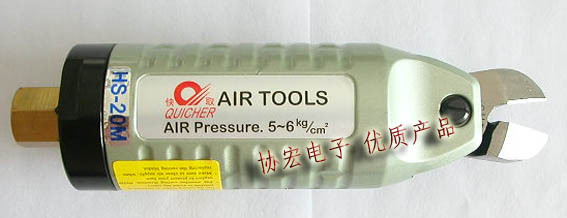 HS-20M
快取
QUICHER
AIR TOOLS
AIR Pressure. 5~6kg/cm²
协宏电子 优质产品